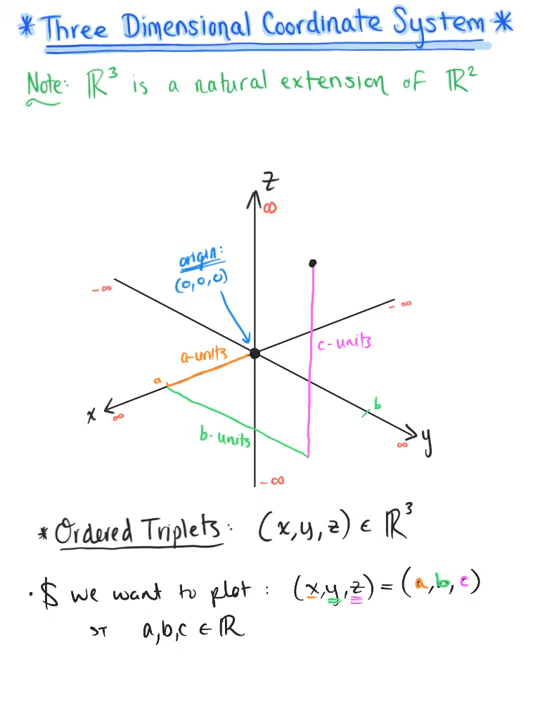 * Three Dimensional Coordinate System *
Note: ℝ³ is a natural extension of ℝ²
z
∞
origin:
(0,0,0)
-∞
-∞
c-units
a-units
a
x
∞
b
b-units
∞
y
-∞
* Ordered Triplets: (x,y,z) ∈ ℝ³
· $ we want to plot: (x,y,z) = (a,b,c)
st a,b,c ∈ ℝ